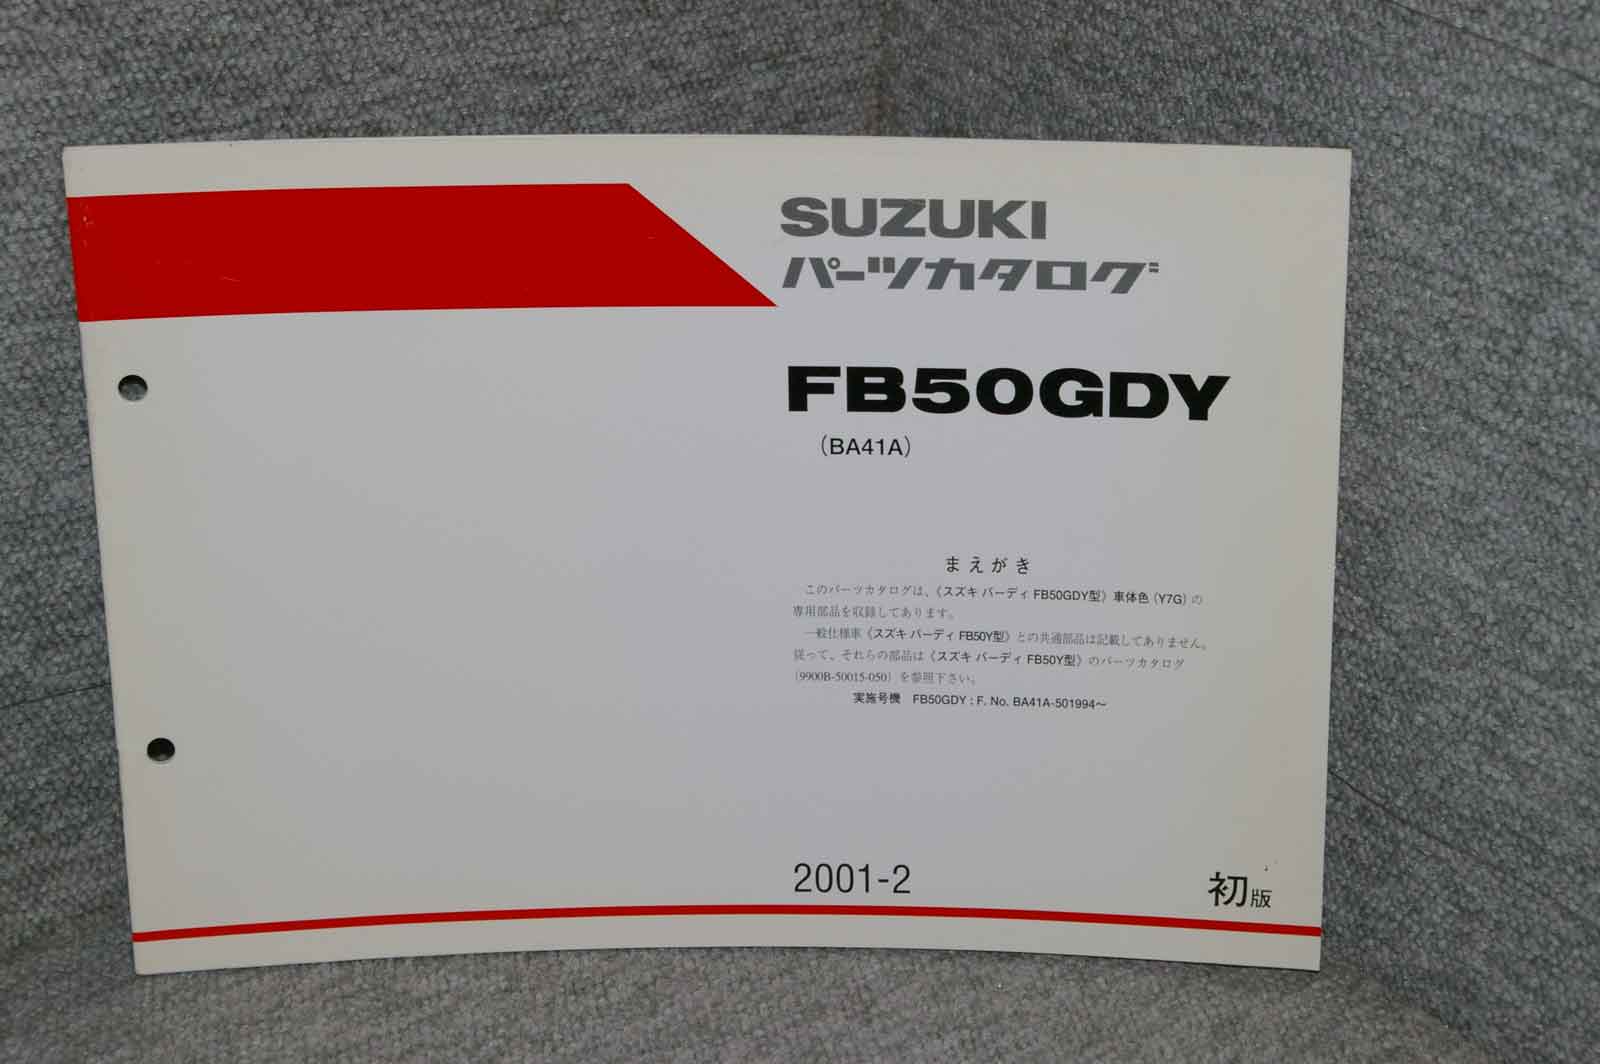 SUZUKI
パーツカタログ
FB50GDY
(BA41A)
まえがき
このパーツカタログは、《スズキ バーディ FB50GDY型》車体色(Y7G)の
専用部品を収録してあります。
一般仕様車《スズキ バーディ FB50Y型》との共通部品は記載してありません。
従って、それらの部品は《スズキ バーディ FB50Y型》のパーツカタログ
(9900B-50015-050)を参照下さい。
実施号機 FB50GDY : F. No. BA41A-501994～
2001-2
初版